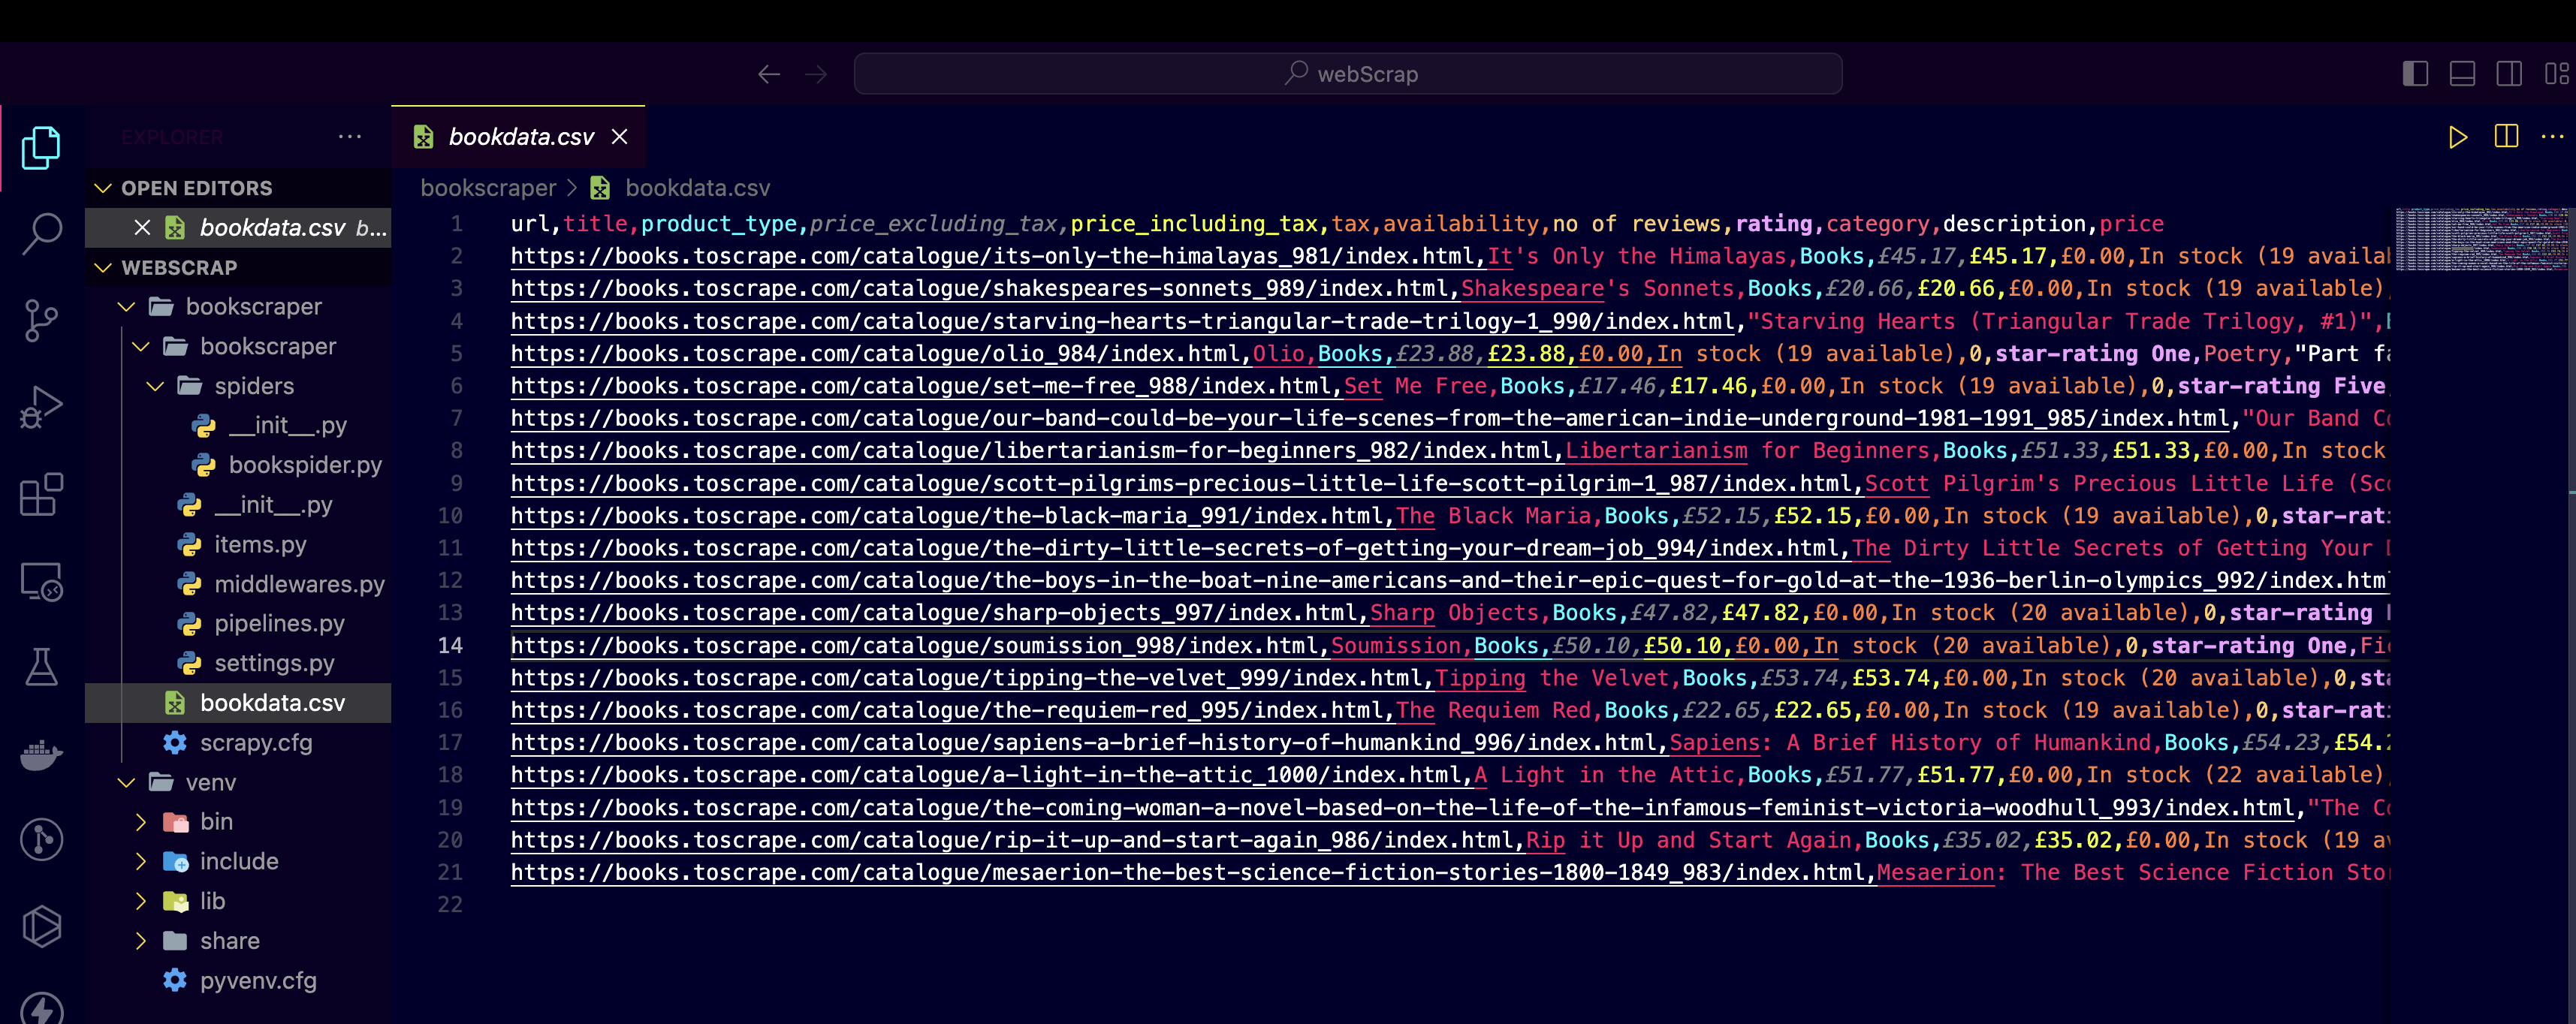 webScrap
EXPLORER
OPEN EDITORS
bookdata.csv b...
WEBSCRAP
bookscraper
bookscraper
spiders
__init__.py
bookspider.py
__init__.py
items.py
middlewares.py
pipelines.py
settings.py
bookdata.csv
scrapy.cfg
venv
bin
include
lib
share
pyvenv.cfg
bookdata.csv
bookscraper > bookdata.csv
1 url,title,product_type,price_excluding_tax,price_including_tax,tax,availability,no of reviews,rating,category,description,price
2 https://books.toscrape.com/catalogue/its-only-the-himalayas_981/index.html,It's Only the Himalayas,Books,£45.17,£45.17,£0.00,In stock (19 availab
3 https://books.toscrape.com/catalogue/shakespeares-sonnets_989/index.html,Shakespeare's Sonnets,Books,£20.66,£20.66,£0.00,In stock (19 available),
4 https://books.toscrape.com/catalogue/starving-hearts-triangular-trade-trilogy-1_990/index.html,"Starving Hearts (Triangular Trade Trilogy, #1)",
5 https://books.toscrape.com/catalogue/olio_984/index.html,Olio,Books,£23.88,£23.88,£0.00,In stock (19 available),0,star-rating One,Poetry,"Part fa
6 https://books.toscrape.com/catalogue/set-me-free_988/index.html,Set Me Free,Books,£17.46,£17.46,£0.00,In stock (19 available),0,star-rating Five,
7 https://books.toscrape.com/catalogue/our-band-could-be-your-life-scenes-from-the-american-indie-underground-1981-1991_985/index.html,"Our Band Co
8 https://books.toscrape.com/catalogue/libertarianism-for-beginners_982/index.html,Libertarianism for Beginners,Books,£51.33,£51.33,£0.00,In stock
9 https://books.toscrape.com/catalogue/scott-pilgrims-precious-little-life-scott-pilgrim-1_987/index.html,Scott Pilgrim's Precious Little Life (Sco
10 https://books.toscrape.com/catalogue/the-black-maria_991/index.html,The Black Maria,Books,£52.15,£52.15,£0.00,In stock (19 available),0,star-rat
11 https://books.toscrape.com/catalogue/the-dirty-little-secrets-of-getting-your-dream-job_994/index.html,The Dirty Little Secrets of Getting Your
12 https://books.toscrape.com/catalogue/the-boys-in-the-boat-nine-americans-and-their-epic-quest-for-gold-at-the-1936-berlin-olympics_992/index.html
13 https://books.toscrape.com/catalogue/sharp-objects_997/index.html,Sharp Objects,Books,£47.82,£47.82,£0.00,In stock (20 available),0,star-rating
14 https://books.toscrape.com/catalogue/soumission_998/index.html,Soumission,Books,£50.10,£50.10,£0.00,In stock (20 available),0,star-rating One,Fic
15 https://books.toscrape.com/catalogue/tipping-the-velvet_999/index.html,Tipping the Velvet,Books,£53.74,£53.74,£0.00,In stock (20 available),0,sta
16 https://books.toscrape.com/catalogue/the-requiem-red_995/index.html,The Requiem Red,Books,£22.65,£22.65,£0.00,In stock (19 available),0,star-rat
17 https://books.toscrape.com/catalogue/sapiens-a-brief-history-of-humankind_996/index.html,Sapiens: A Brief History of Humankind,Books,£54.23,£54.2
18 https://books.toscrape.com/catalogue/a-light-in-the-attic_1000/index.html,A Light in the Attic,Books,£51.77,£51.77,£0.00,In stock (22 available),
19 https://books.toscrape.com/catalogue/the-coming-woman-a-novel-based-on-the-life-of-the-infamous-feminist-victoria-woodhull_993/index.html,"The Co
20 https://books.toscrape.com/catalogue/rip-it-up-and-start-again_986/index.html,Rip it Up and Start Again,Books,£35.02,£35.02,£0.00,In stock (19 av
21 https://books.toscrape.com/catalogue/mesaerion-the-best-science-fiction-stories-1800-1849_983/index.html,Mesaerion: The Best Science Fiction Stor
22